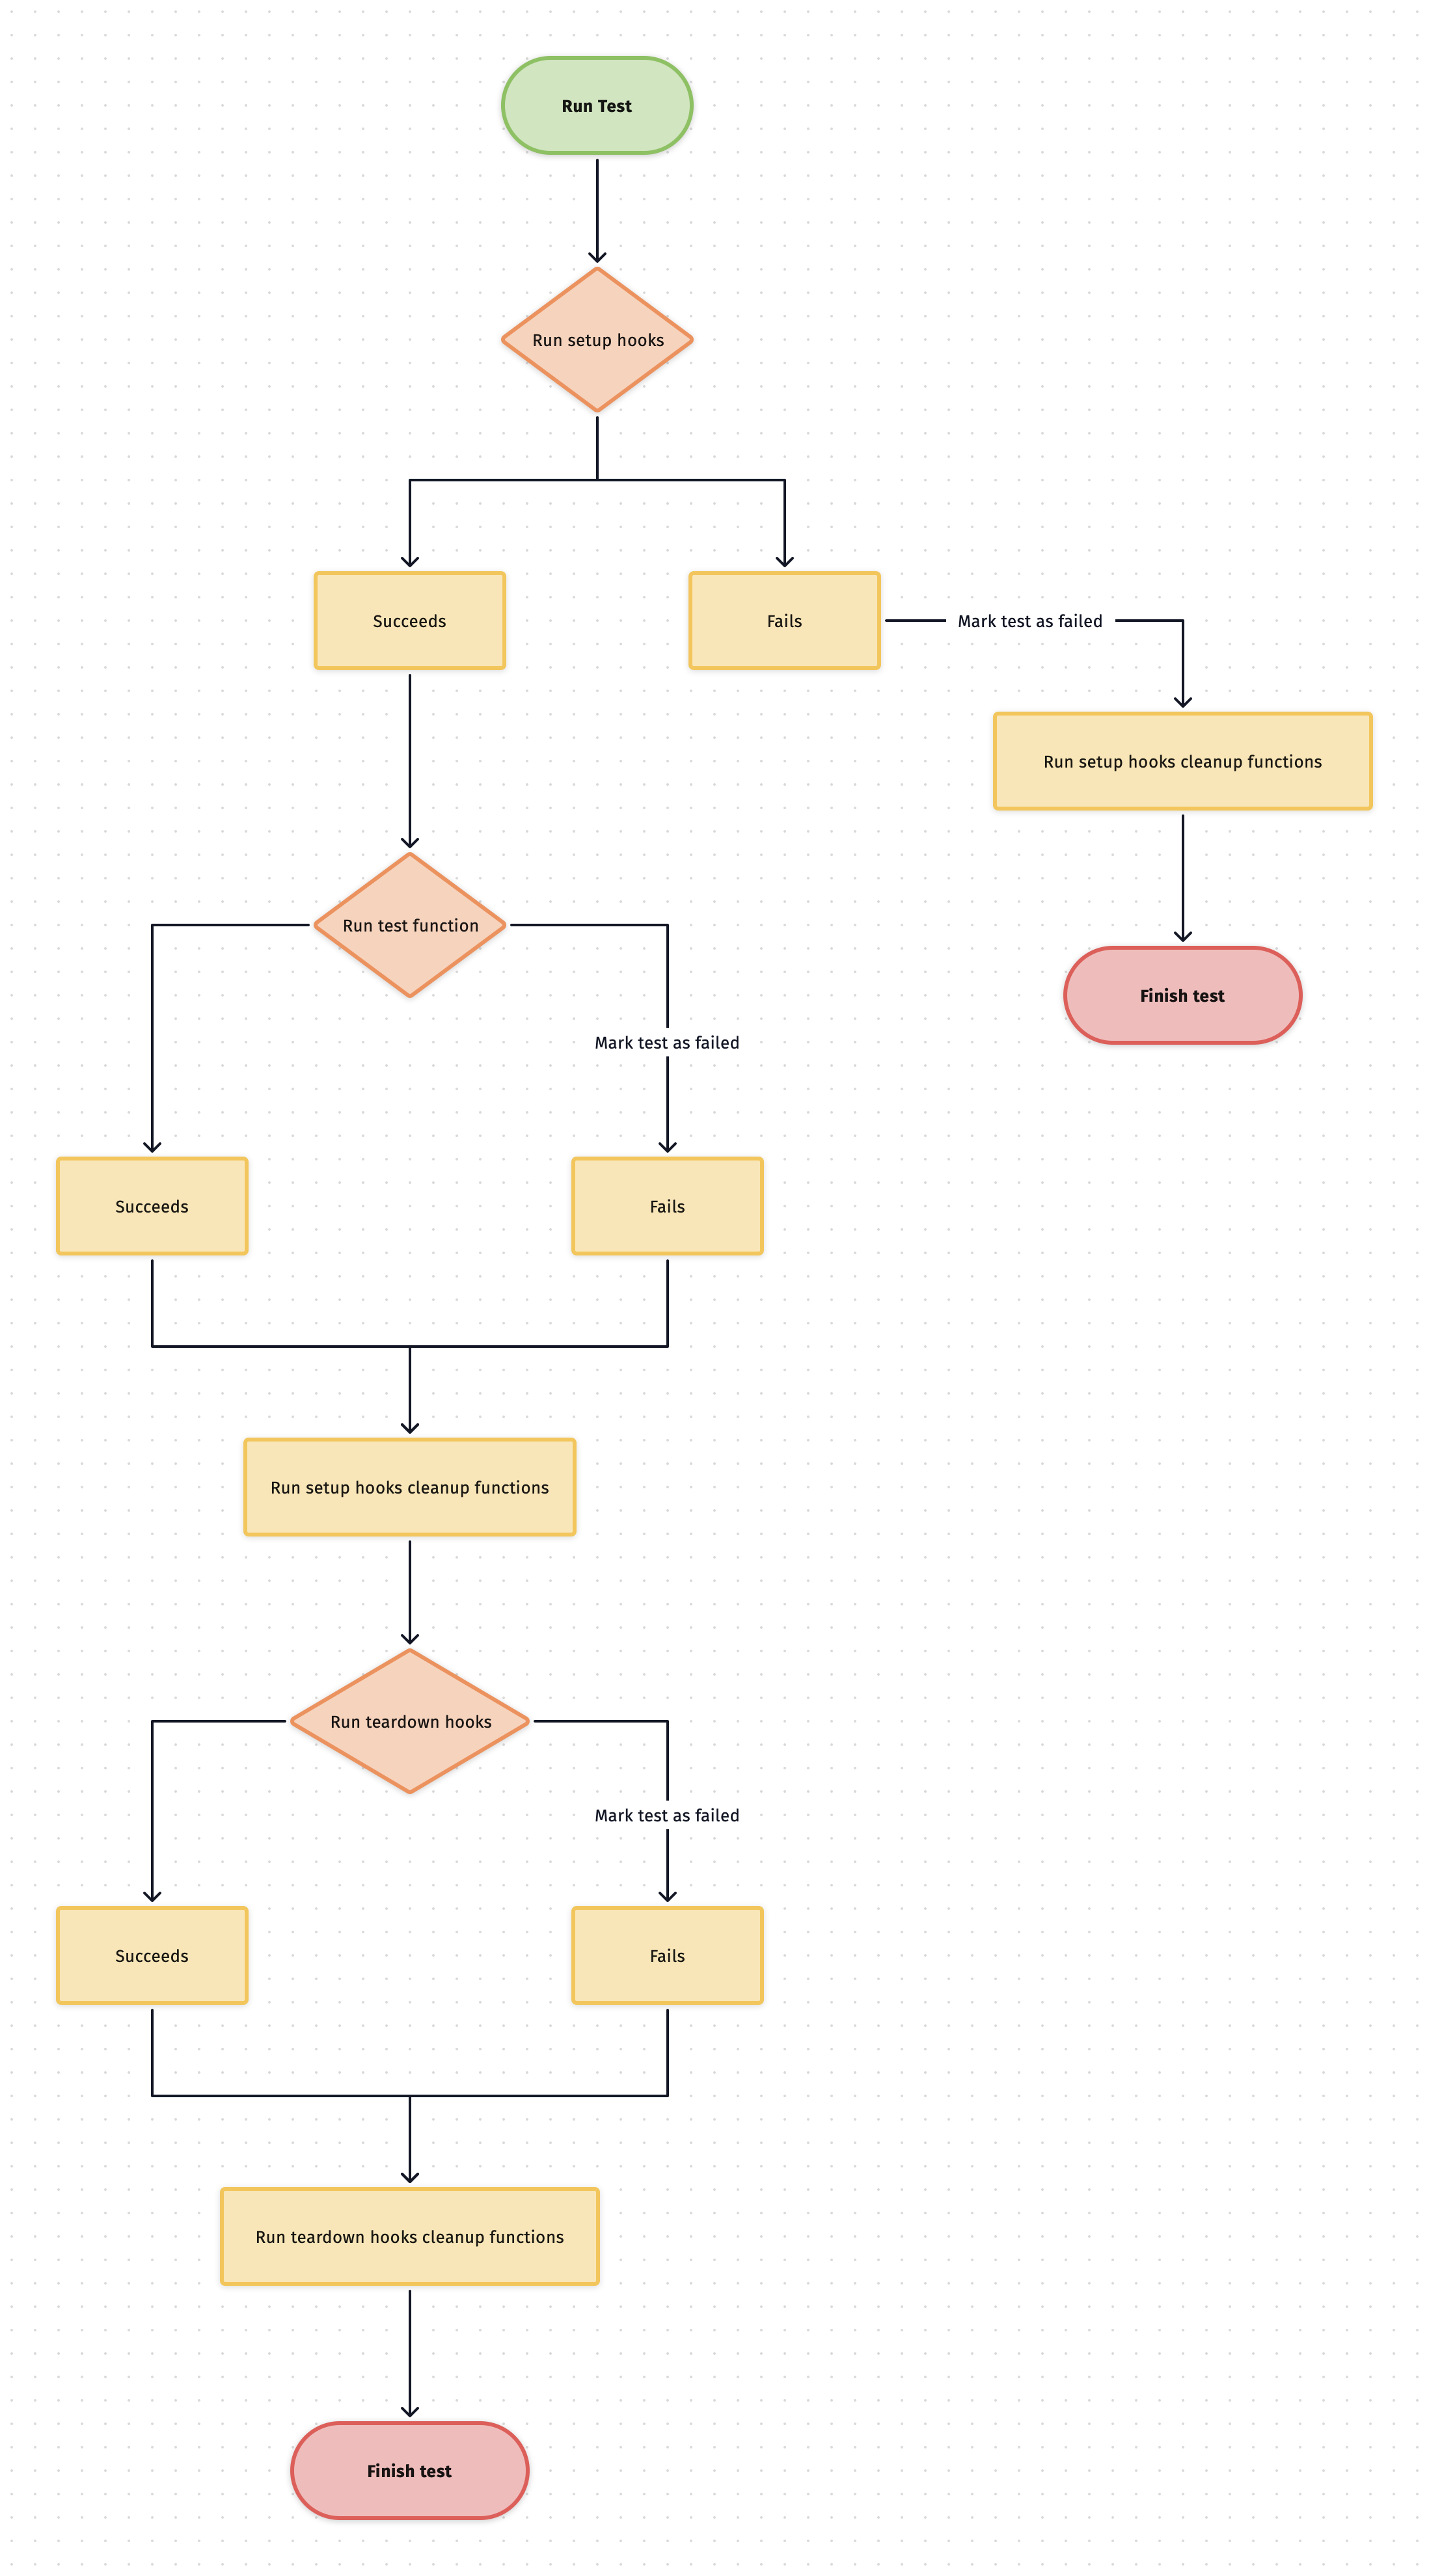 Run Test
Run setup hooks
Succeeds
Fails
Mark test as failed
Run setup hooks cleanup functions
Run test function
Finish test
Mark test as failed
Succeeds
Fails
Run setup hooks cleanup functions
Run teardown hooks
Mark test as failed
Succeeds
Fails
Run teardown hooks cleanup functions
Finish test